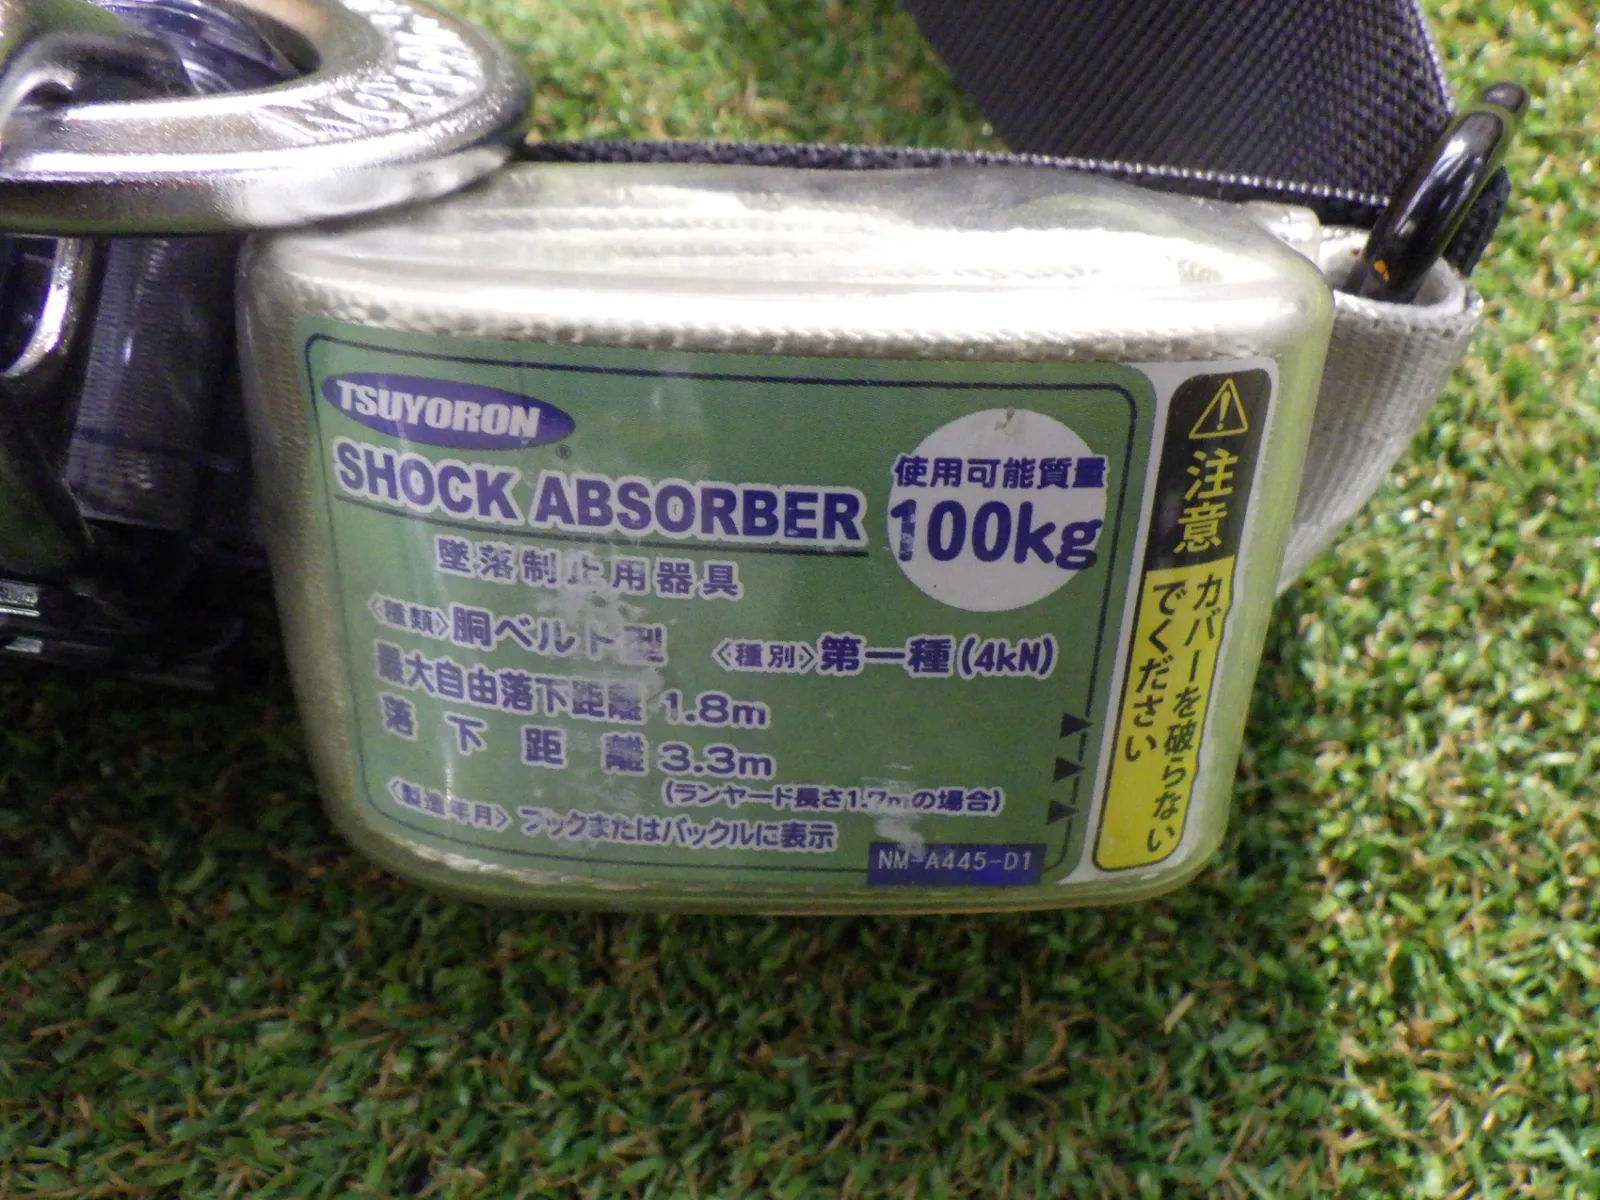 TSUYORON
®
SHOCK ABSORBER
使用可能質量
100kg
墜落制止用器具
〈種類〉胴ベルト型 〈種別〉第一種(4kN)
最大自由落下距離 1.8m
落下距離 3.3m
(ランヤード長さ1.7mの場合)
〈製造年月〉フックまたはバックルに表示
NM-A445-D1
注意
カバーを破らない
でください